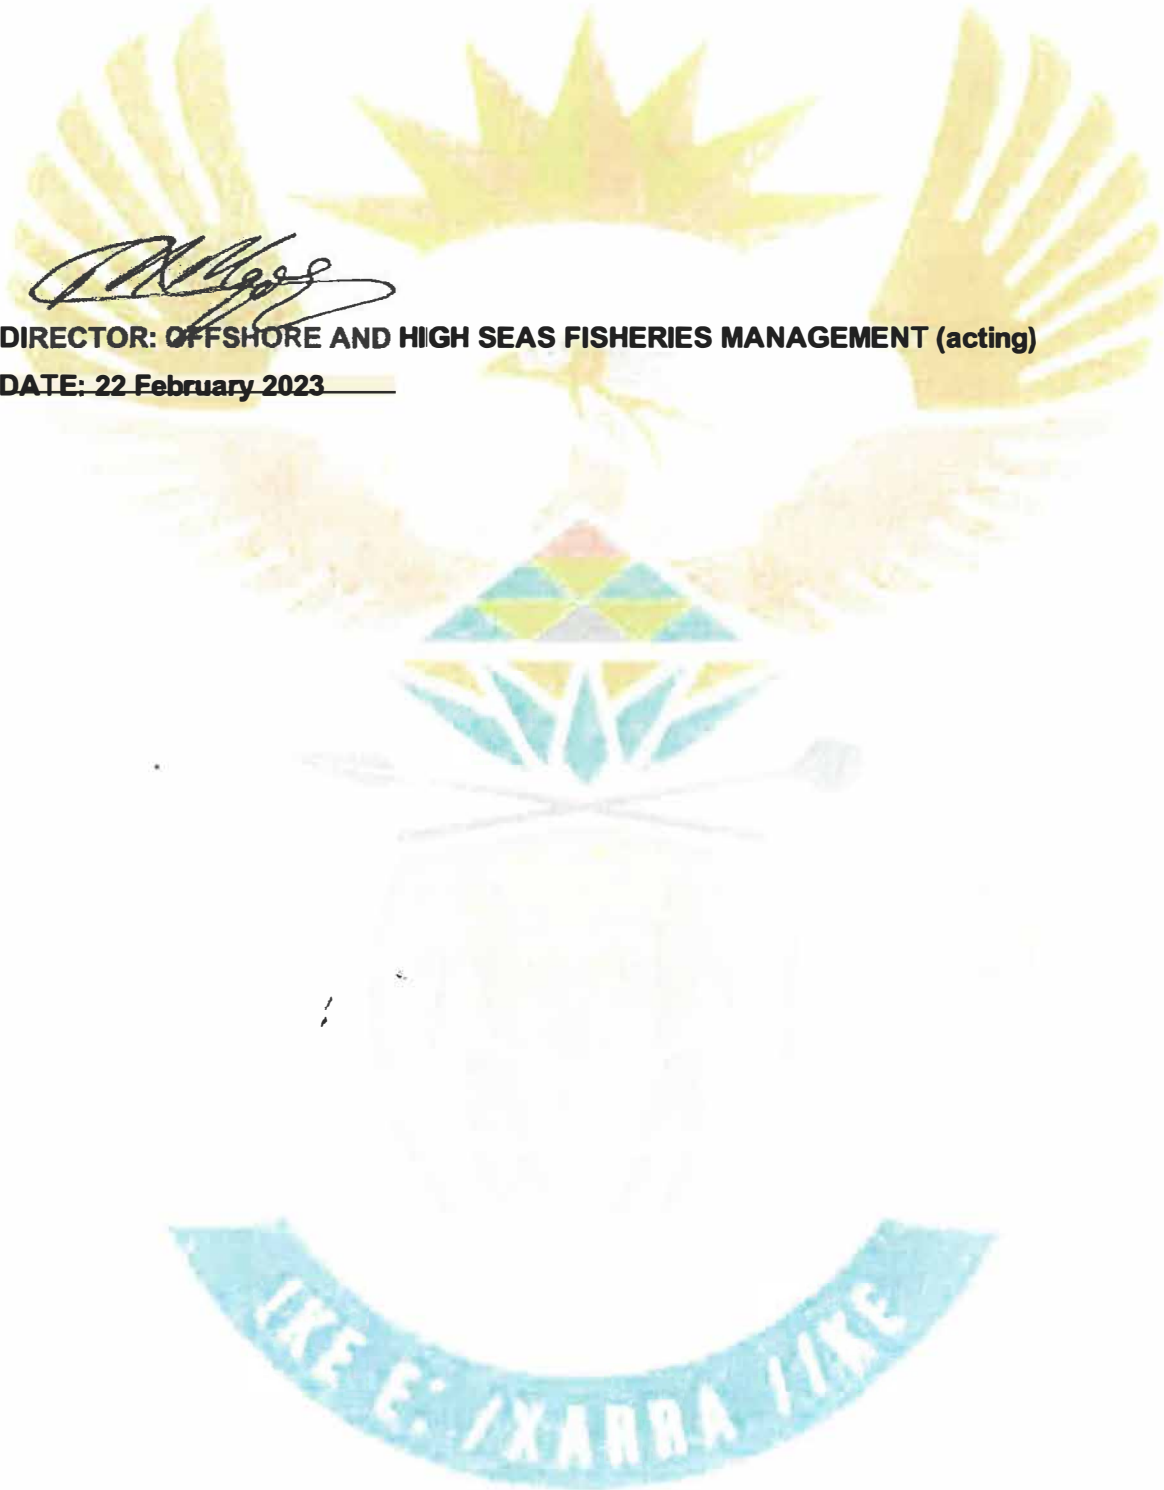 DIRECTOR: OFFSHORE AND HIGH SEAS FISHERIES MANAGEMENT (acting)
DATE: 22 February 2023
!KE E: /XARRA //KE